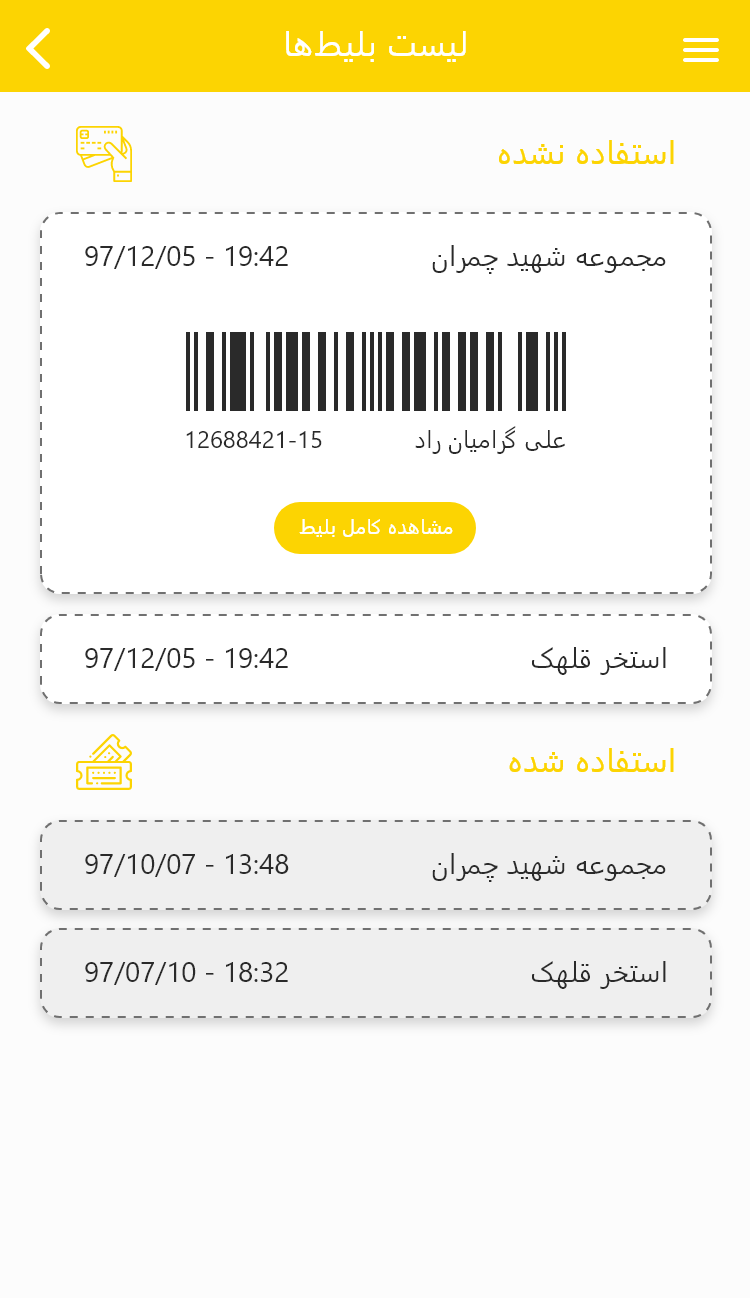 لیست بلیط‌ها
استفاده نشده
مجموعه شهید چمران 97/12/05 - 19:42
علی گرامیان راد 12688421-15
مشاهده کامل بلیط
استخر قلهک 97/12/05 - 19:42
استفاده شده
مجموعه شهید چمران 97/10/07 - 13:48
استخر قلهک 97/07/10 - 18:32